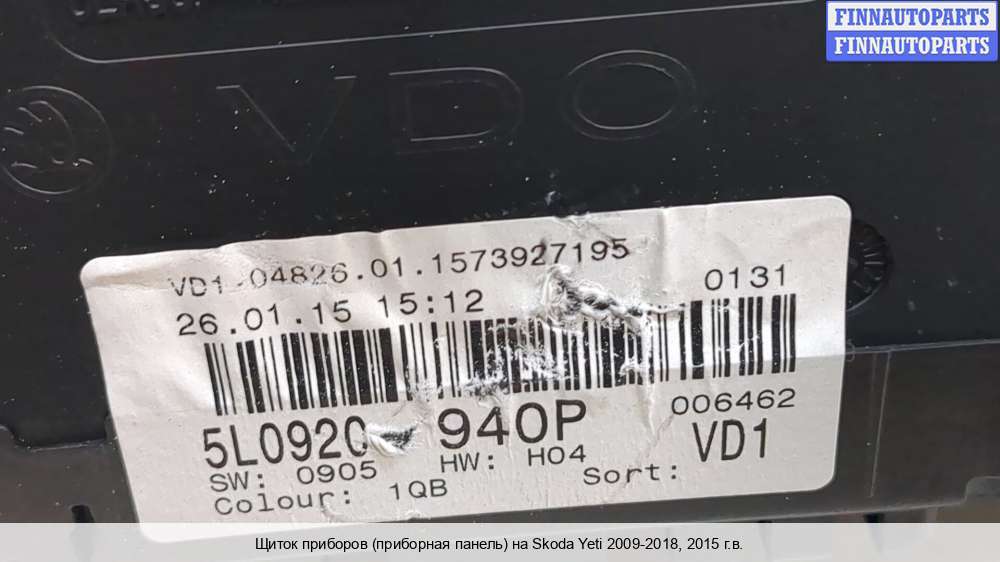 FINNAUTOPARTS
FINNAUTOPARTS
VDO
VD1.04826.01.1573927195
26.01.15 15:12
0131
5L0920 940P
006462
SW: 0905
HW: H04
Sort:
VD1
Colour: 1QB
Щиток приборов (приборная панель) на Skoda Yeti 2009-2018, 2015 г.в.